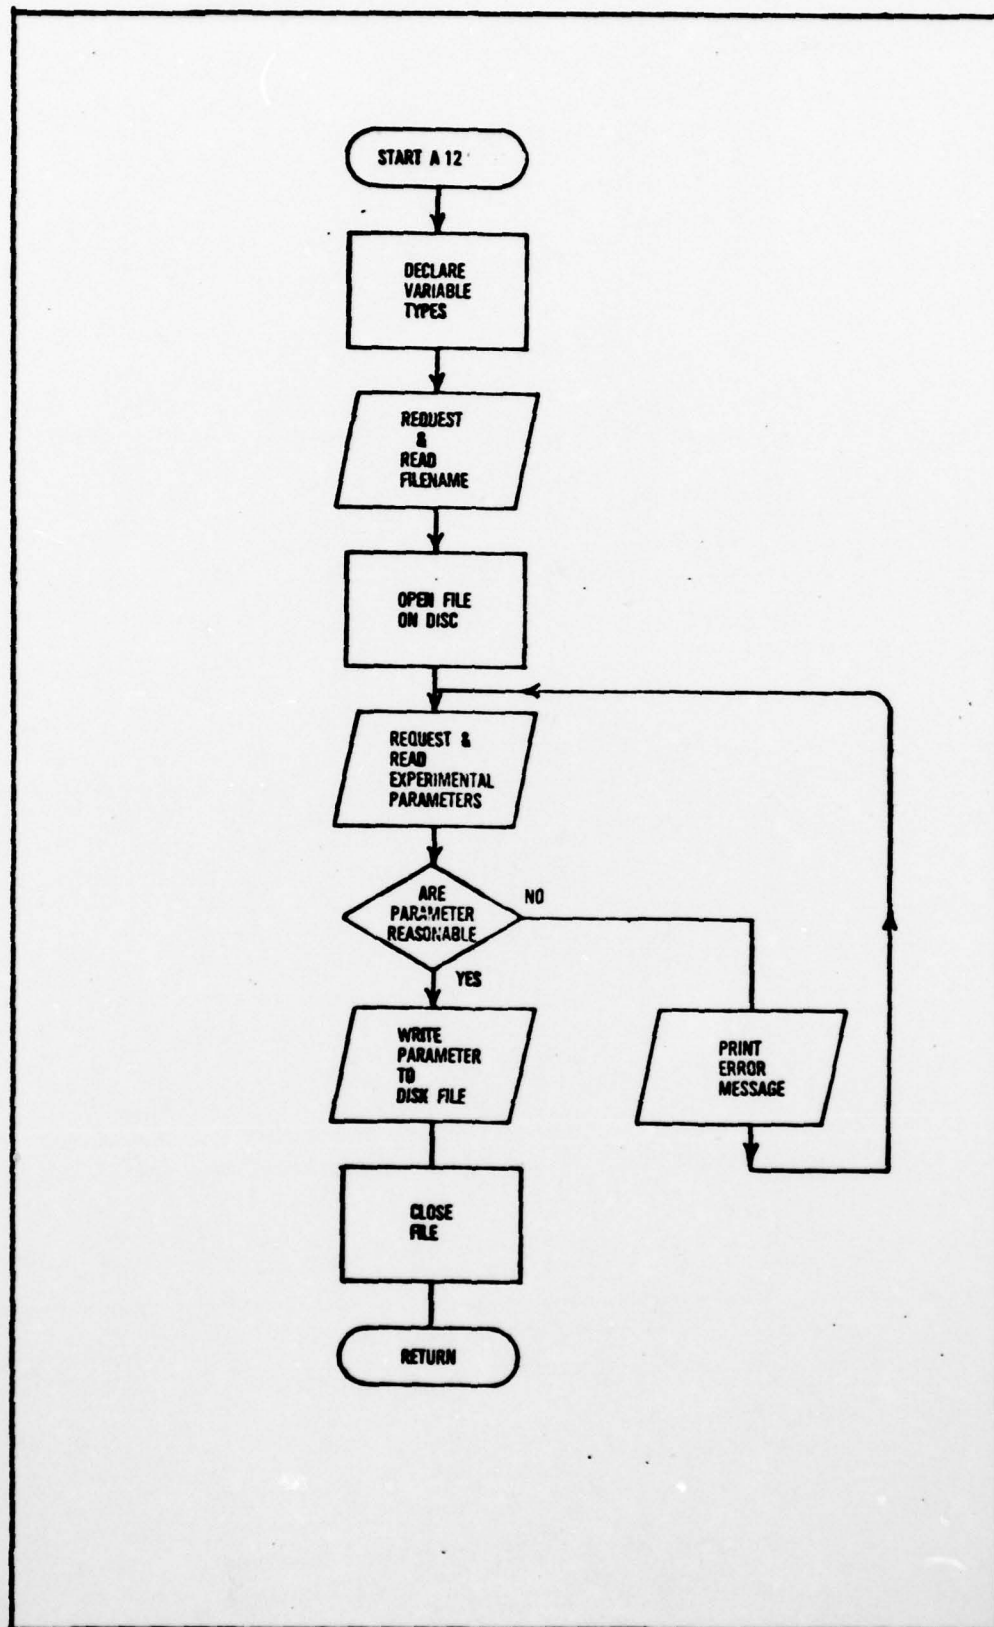 START A 12
DECLARE
VARIABLE
TYPES
REQUEST
&
READ
FILENAME
OPEN FILE
ON DISC
REQUEST &
READ
EXPERIMENTAL
PARAMETERS
ARE
PARAMETER
REASONABLE
NO
YES
WRITE
PARAMETER
TO
DISK FILE
PRINT
ERROR
MESSAGE
CLOSE
FILE
RETURN